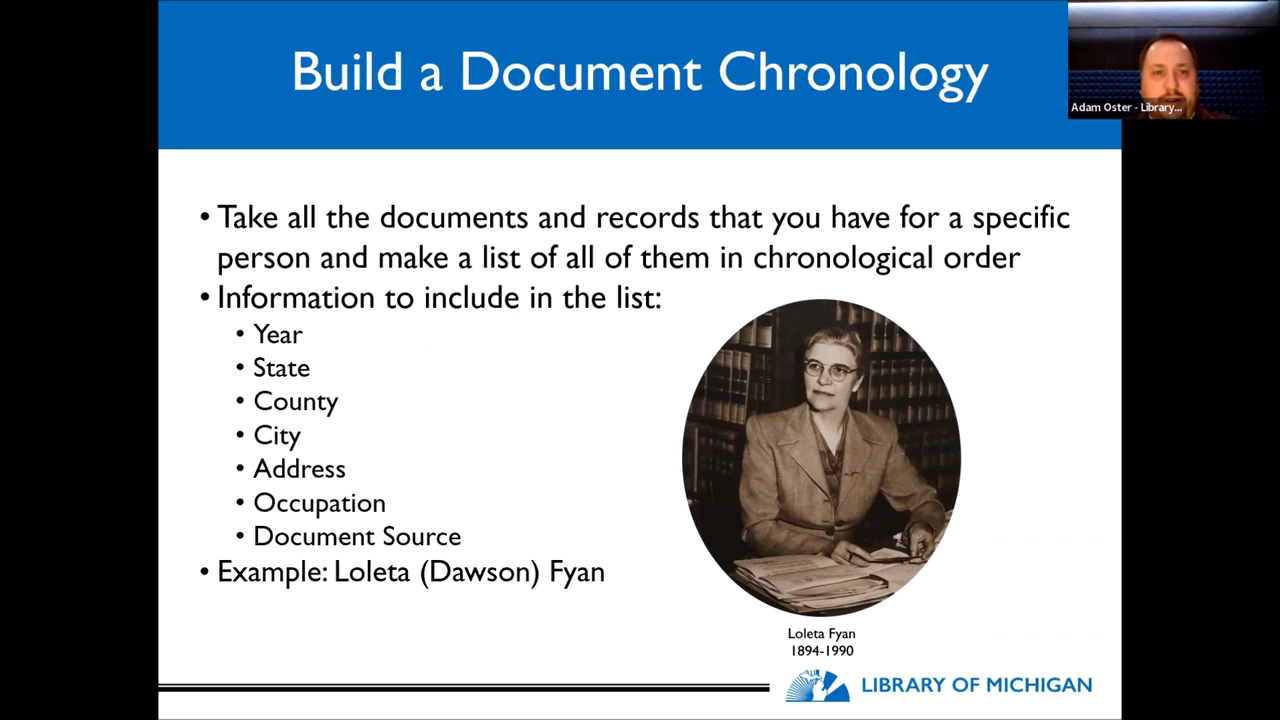 Build a Document Chronology
Adam Oster - Library...
• Take all the documents and records that you have for a specific
person and make a list of all of them in chronological order
• Information to include in the list:
• Year
• State
• County
• City
• Address
• Occupation
• Document Source
• Example: Loleta (Dawson) Fyan
Loleta Fyan
1894-1990
LIBRARY OF MICHIGAN